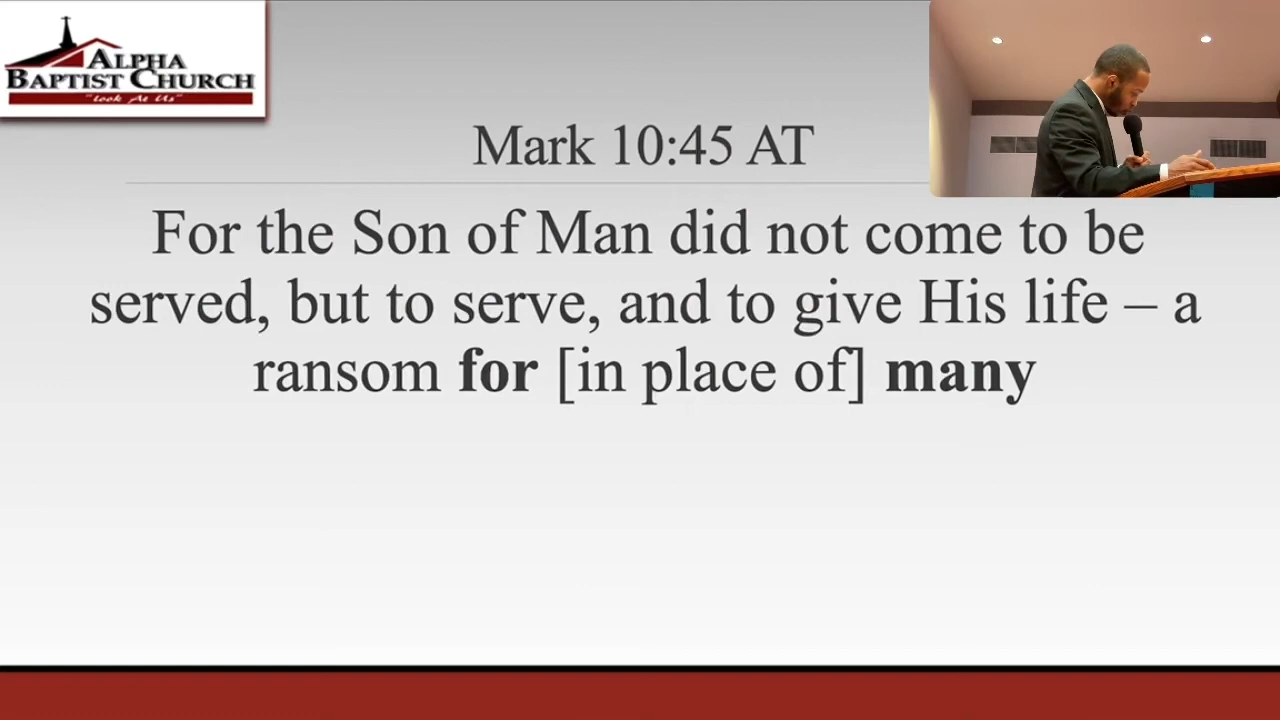 ALPHA
BAPTIST CHURCH
"Look At Us"
Mark 10:45 AT
For the Son of Man did not come to be
served, but to serve, and to give His life – a
ransom for [in place of] many